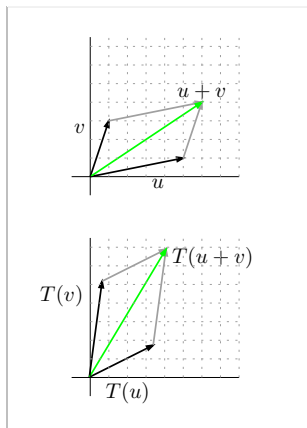 u + v
v
u
T(u + v)
T(v)
T(u)